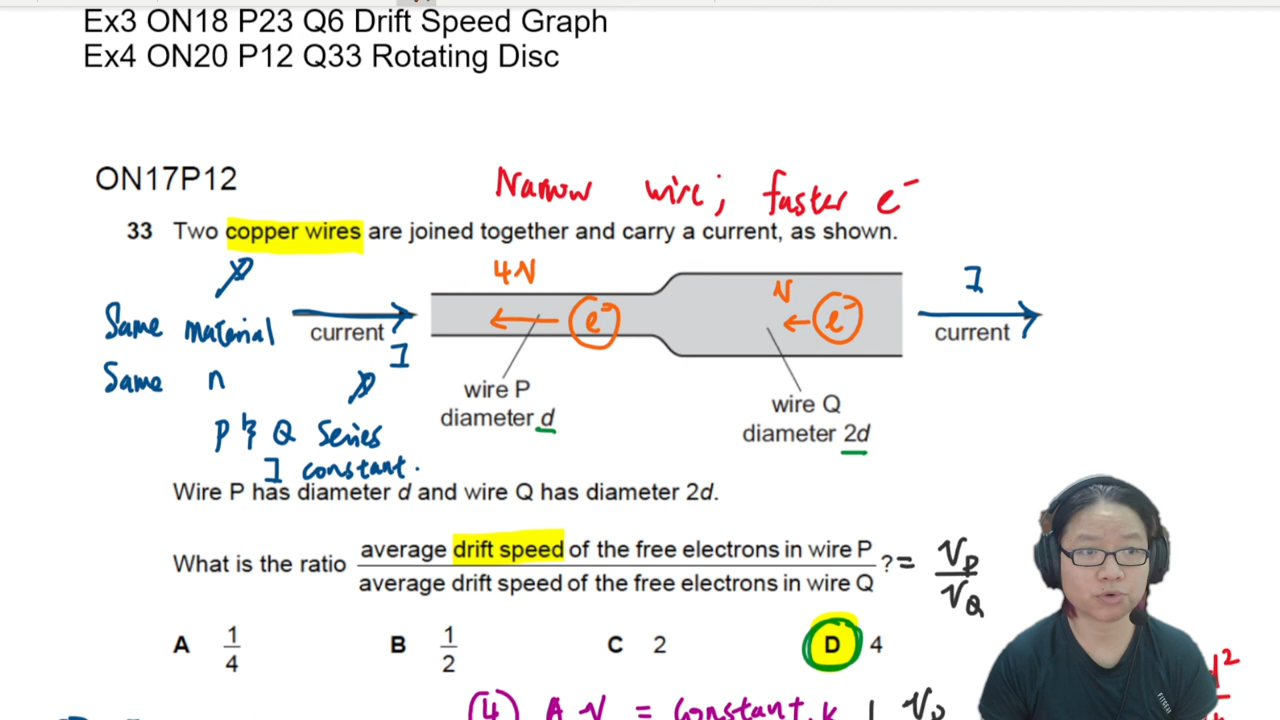 Ex3 ON18 P23 Q6 Drift Speed Graph
Ex4 ON20 P12 Q33 Rotating Disc
ON17P12
Narrow wire; faster e⁻
33 Two copper wires are joined together and carry a current, as shown.
4v
v
I
e⁻
e⁻
Same material
current
I
current
Same n
wire P
diameter d
wire Q
diameter 2d
P & Q Series
I constant.
Wire P has diameter d and wire Q has diameter 2d.
What is the ratio average drift speed of the free electrons in wire P / average drift speed of the free electrons in wire Q ? = vP / vQ
A 1/4 B 1/2 C 2 D 4
(4) A v = constant, k